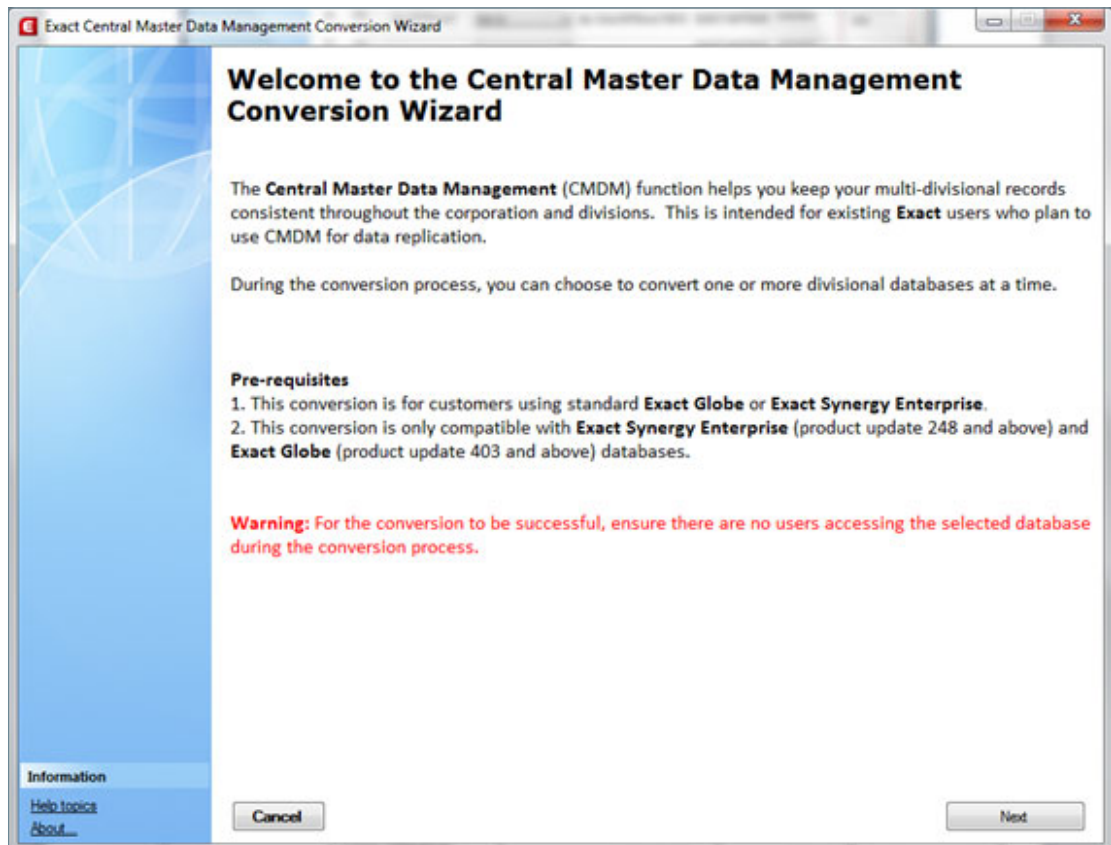 Exact Central Master Data Management Conversion Wizard
Welcome to the Central Master Data Management
Conversion Wizard
The Central Master Data Management (CMDM) function helps you keep your multi-divisional records
consistent throughout the corporation and divisions. This is intended for existing Exact users who plan to
use CMDM for data replication.
During the conversion process, you can choose to convert one or more divisional databases at a time.
Pre-requisites
1. This conversion is for customers using standard Exact Globe or Exact Synergy Enterprise.
2. This conversion is only compatible with Exact Synergy Enterprise (product update 248 and above) and
Exact Globe (product update 403 and above) databases.
Warning: For the conversion to be successful, ensure there are no users accessing the selected database
during the conversion process.
Information
Help topics
About...
Cancel
Next